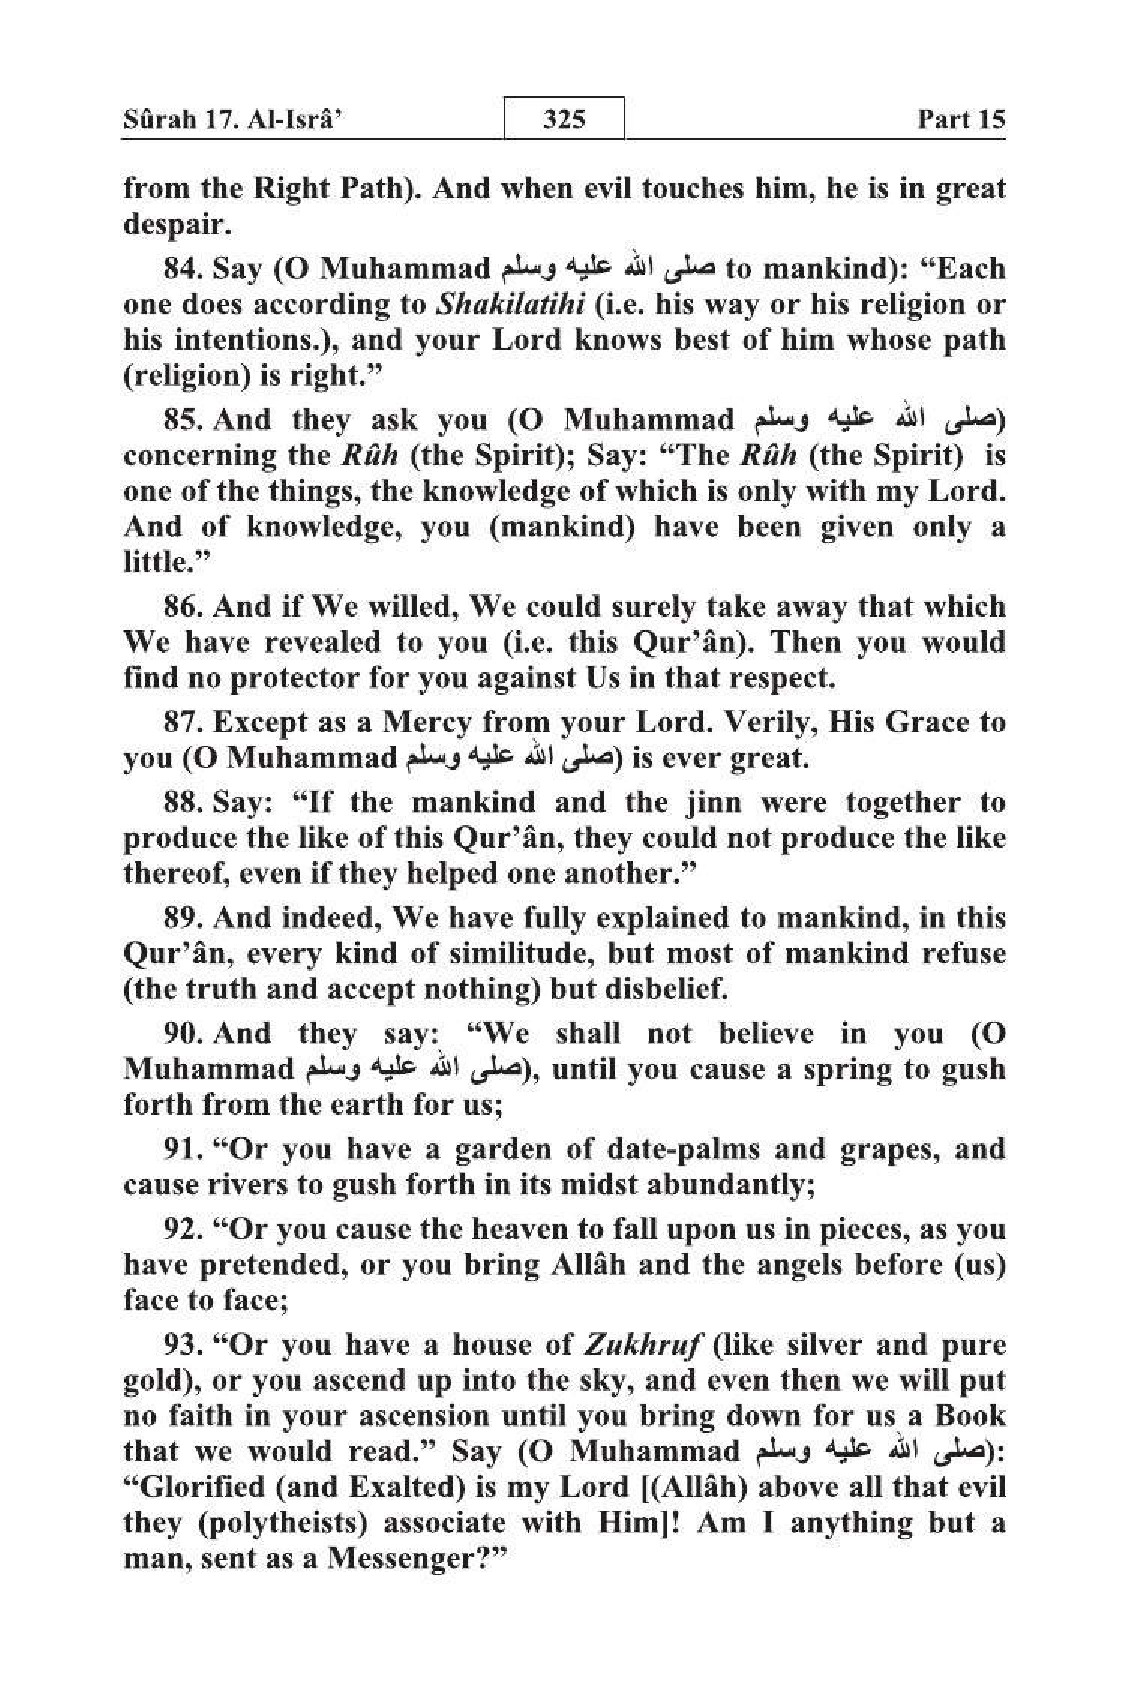 Sûrah 17. Al-Isrâ’ 325 Part 15
from the Right Path). And when evil touches him, he is in great
despair.
84. Say (O Muhammad صلى الله عليه وسلم to mankind): “Each
one does according to Shakilatihi (i.e. his way or his religion or
his intentions.), and your Lord knows best of him whose path
(religion) is right.”
85. And they ask you (O Muhammad صلى الله عليه وسلم)
concerning the Rûh (the Spirit); Say: “The Rûh (the Spirit) is
one of the things, the knowledge of which is only with my Lord.
And of knowledge, you (mankind) have been given only a
little.”
86. And if We willed, We could surely take away that which
We have revealed to you (i.e. this Qur’ân). Then you would
find no protector for you against Us in that respect.
87. Except as a Mercy from your Lord. Verily, His Grace to
you (O Muhammad صلى الله عليه وسلم) is ever great.
88. Say: “If the mankind and the jinn were together to
produce the like of this Qur’ân, they could not produce the like
thereof, even if they helped one another.”
89. And indeed, We have fully explained to mankind, in this
Qur’ân, every kind of similitude, but most of mankind refuse
(the truth and accept nothing) but disbelief.
90. And they say: “We shall not believe in you (O
Muhammad صلى الله عليه وسلم), until you cause a spring to gush
forth from the earth for us;
91. “Or you have a garden of date-palms and grapes, and
cause rivers to gush forth in its midst abundantly;
92. “Or you cause the heaven to fall upon us in pieces, as you
have pretended, or you bring Allâh and the angels before (us)
face to face;
93. “Or you have a house of Zukhruf (like silver and pure
gold), or you ascend up into the sky, and even then we will put
no faith in your ascension until you bring down for us a Book
that we would read.” Say (O Muhammad صلى الله عليه وسلم):
“Glorified (and Exalted) is my Lord [(Allâh) above all that evil
they (polytheists) associate with Him]! Am I anything but a
man, sent as a Messenger?”